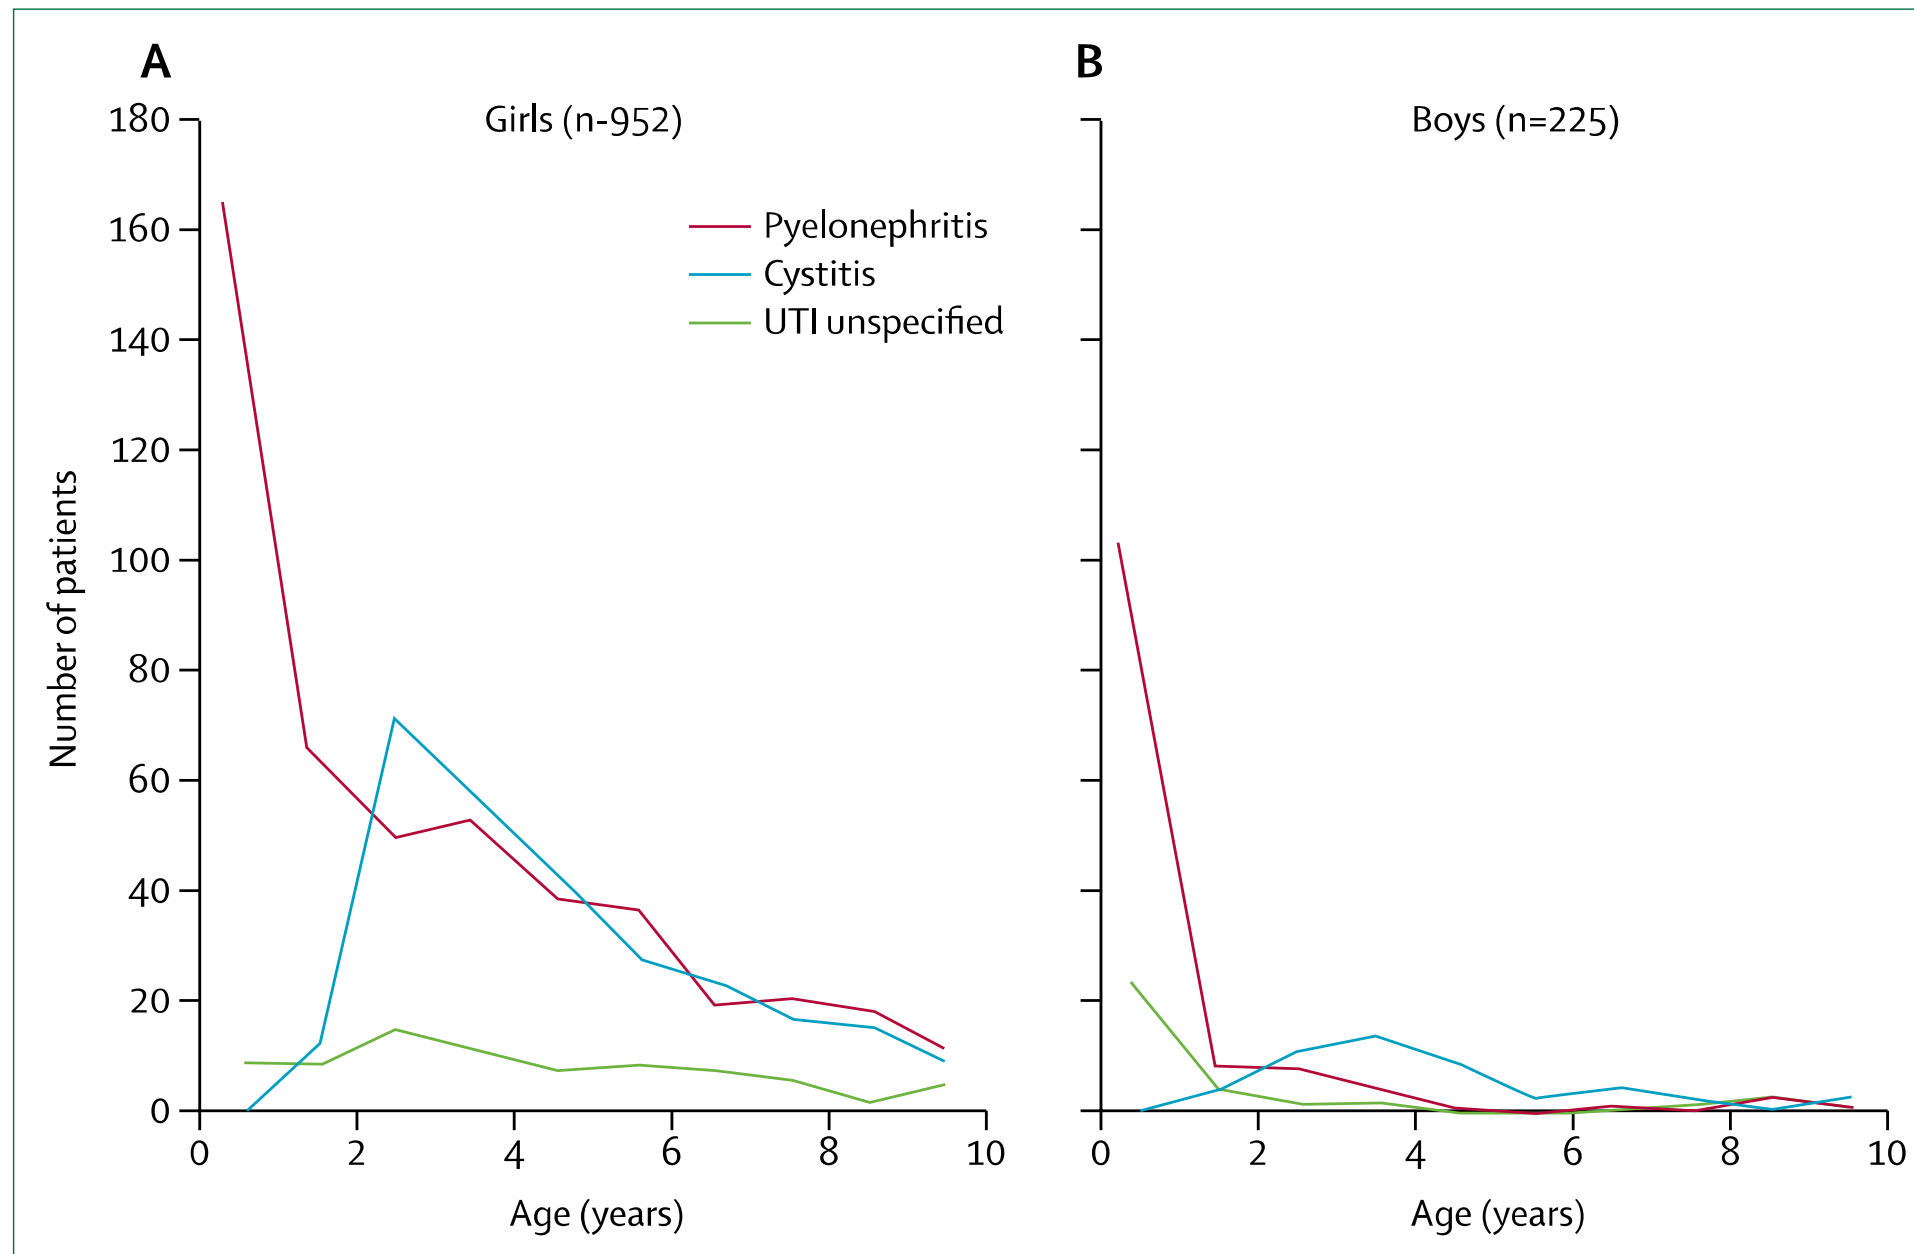 A
Girls (n-952)
Pyelonephritis
Cystitis
UTI unspecified
180
160
140
120
100
80
60
40
20
0
Number of patients
0 2 4 6 8 10
Age (years)
B
Boys (n=225)
0 2 4 6 8 10
Age (years)